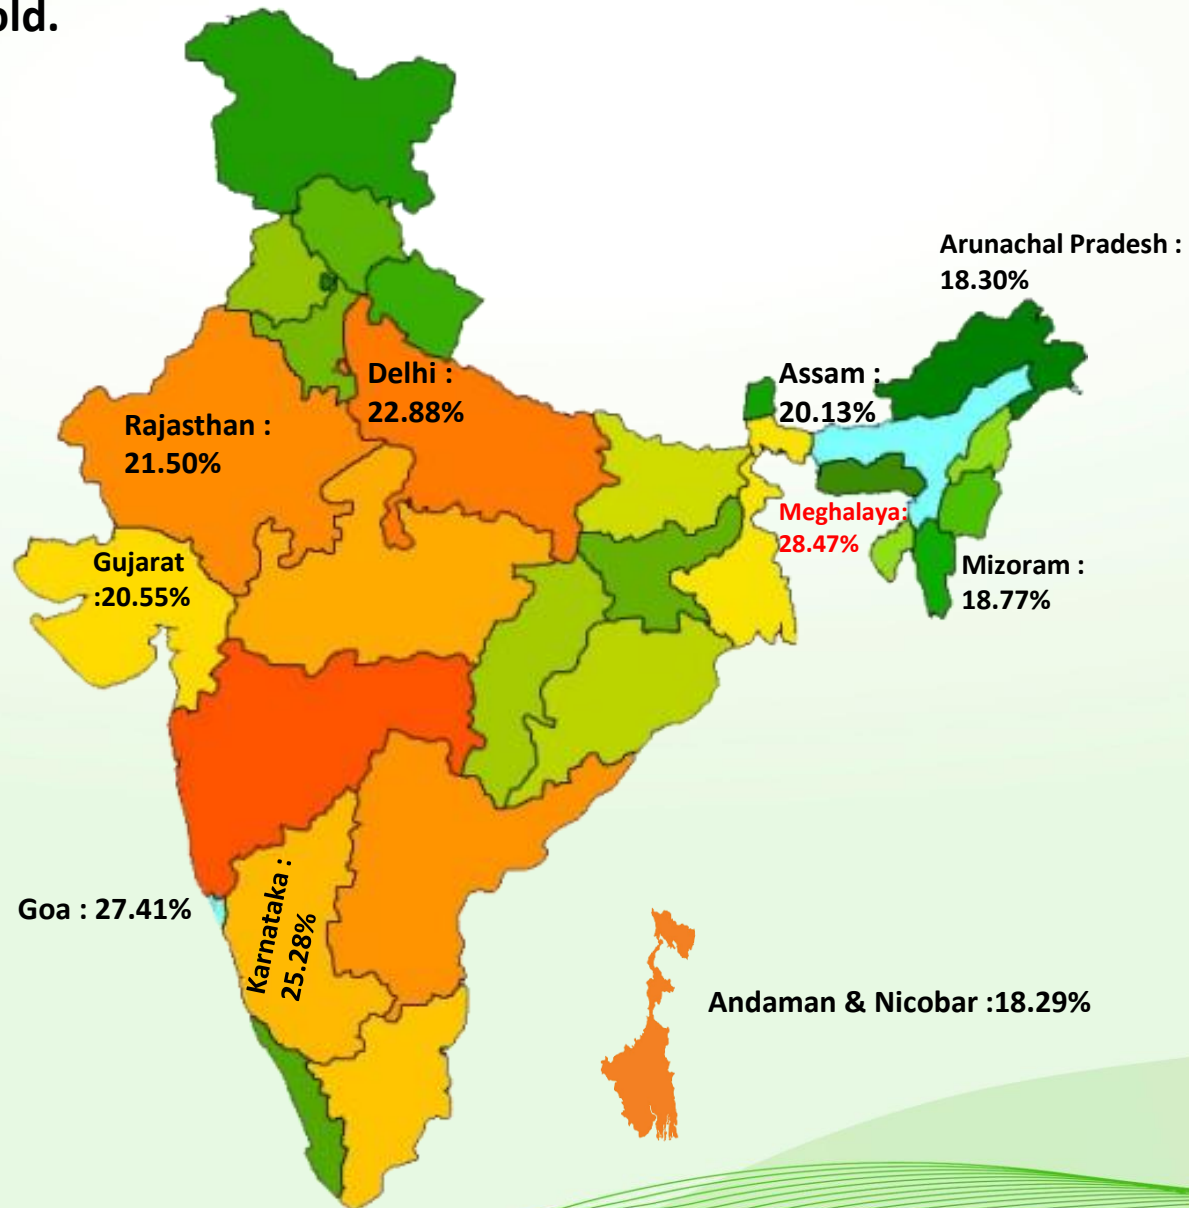 old.
Arunachal Pradesh :
18.30%
Delhi :
22.88%
Assam :
20.13%
Rajasthan :
21.50%
Meghalaya:
28.47%
Gujarat
:20.55%
Mizoram :
18.77%
Karnataka :
25.28%
Goa : 27.41%
Andaman & Nicobar :18.29%